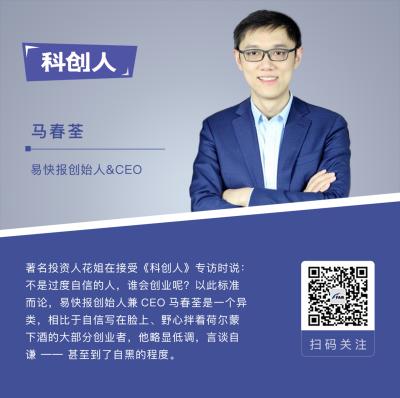 科创人
马春荃
易快报创始人&CEO
著名投资人花姐在接受《科创人》专访时说：
不是过度自信的人，谁会创业呢？以此标准
而论，易快报创始人兼 CEO 马春荃是一个异
类，相比于自信写在脸上、野心拌着荷尔蒙
下酒的大部分创业者，他略显低调，言谈自
谦 —— 甚至到了自黑的程度。
扫码关注